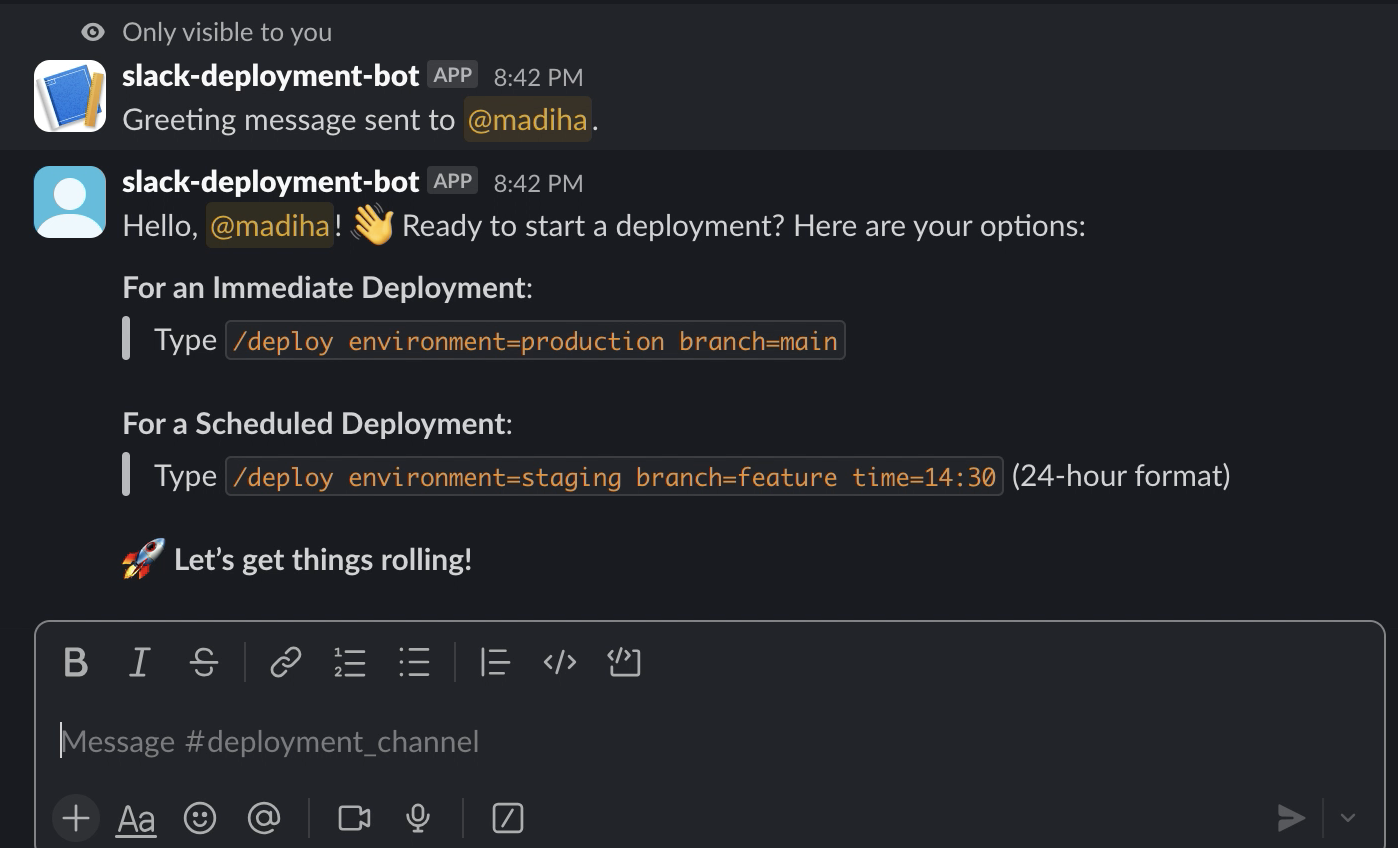 Only visible to you
slack-deployment-bot APP 8:42 PM
Greeting message sent to @madiha.
slack-deployment-bot APP 8:42 PM
Hello, @madiha! 👋 Ready to start a deployment? Here are your options:
For an Immediate Deployment:
Type /deploy environment=production branch=main
For a Scheduled Deployment:
Type /deploy environment=staging branch=feature time=14:30 (24-hour format)
🚀 Let’s get things rolling!
Message #deployment_channel
Aa